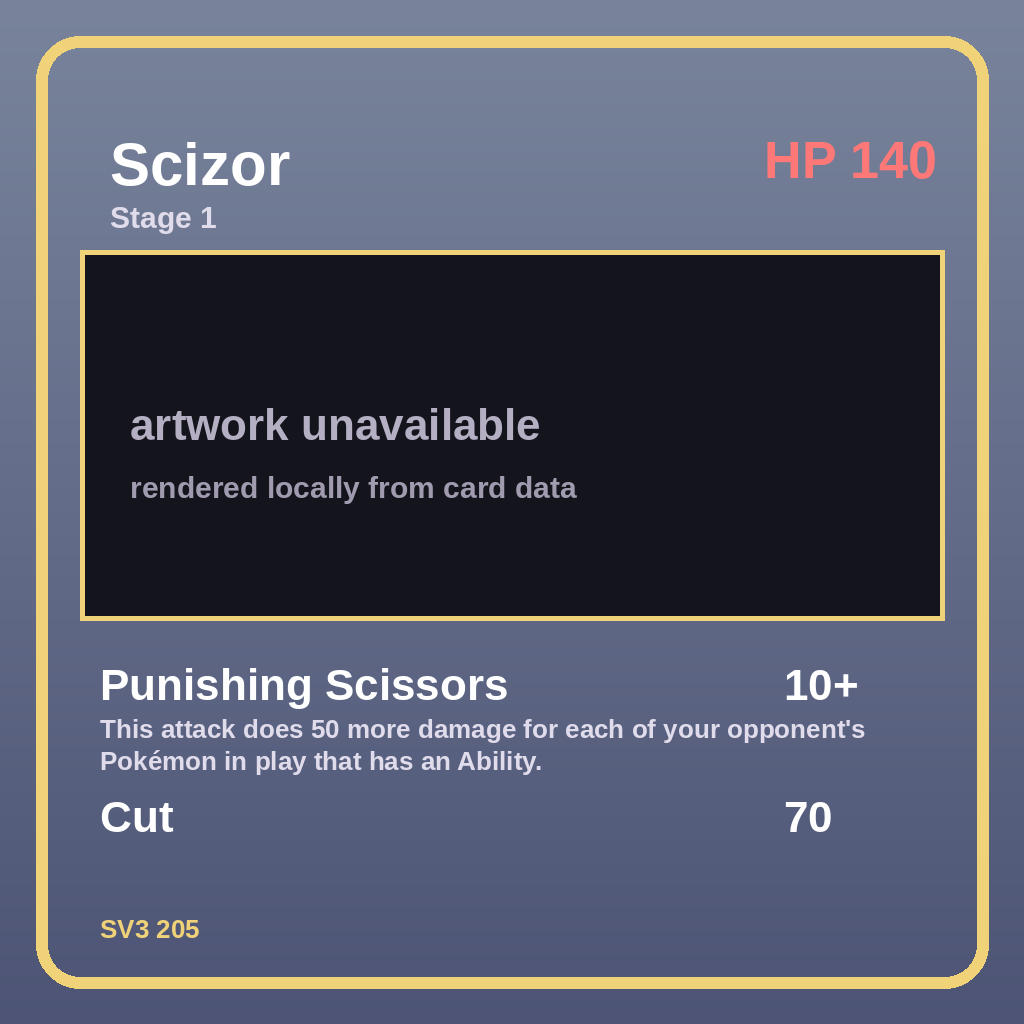 Scizor
HP 140
Stage 1
artwork unavailable
rendered locally from card data
Punishing Scissors 10+
This attack does 50 more damage for each of your opponent's
Pokémon in play that has an Ability.
Cut 70
SV3 205